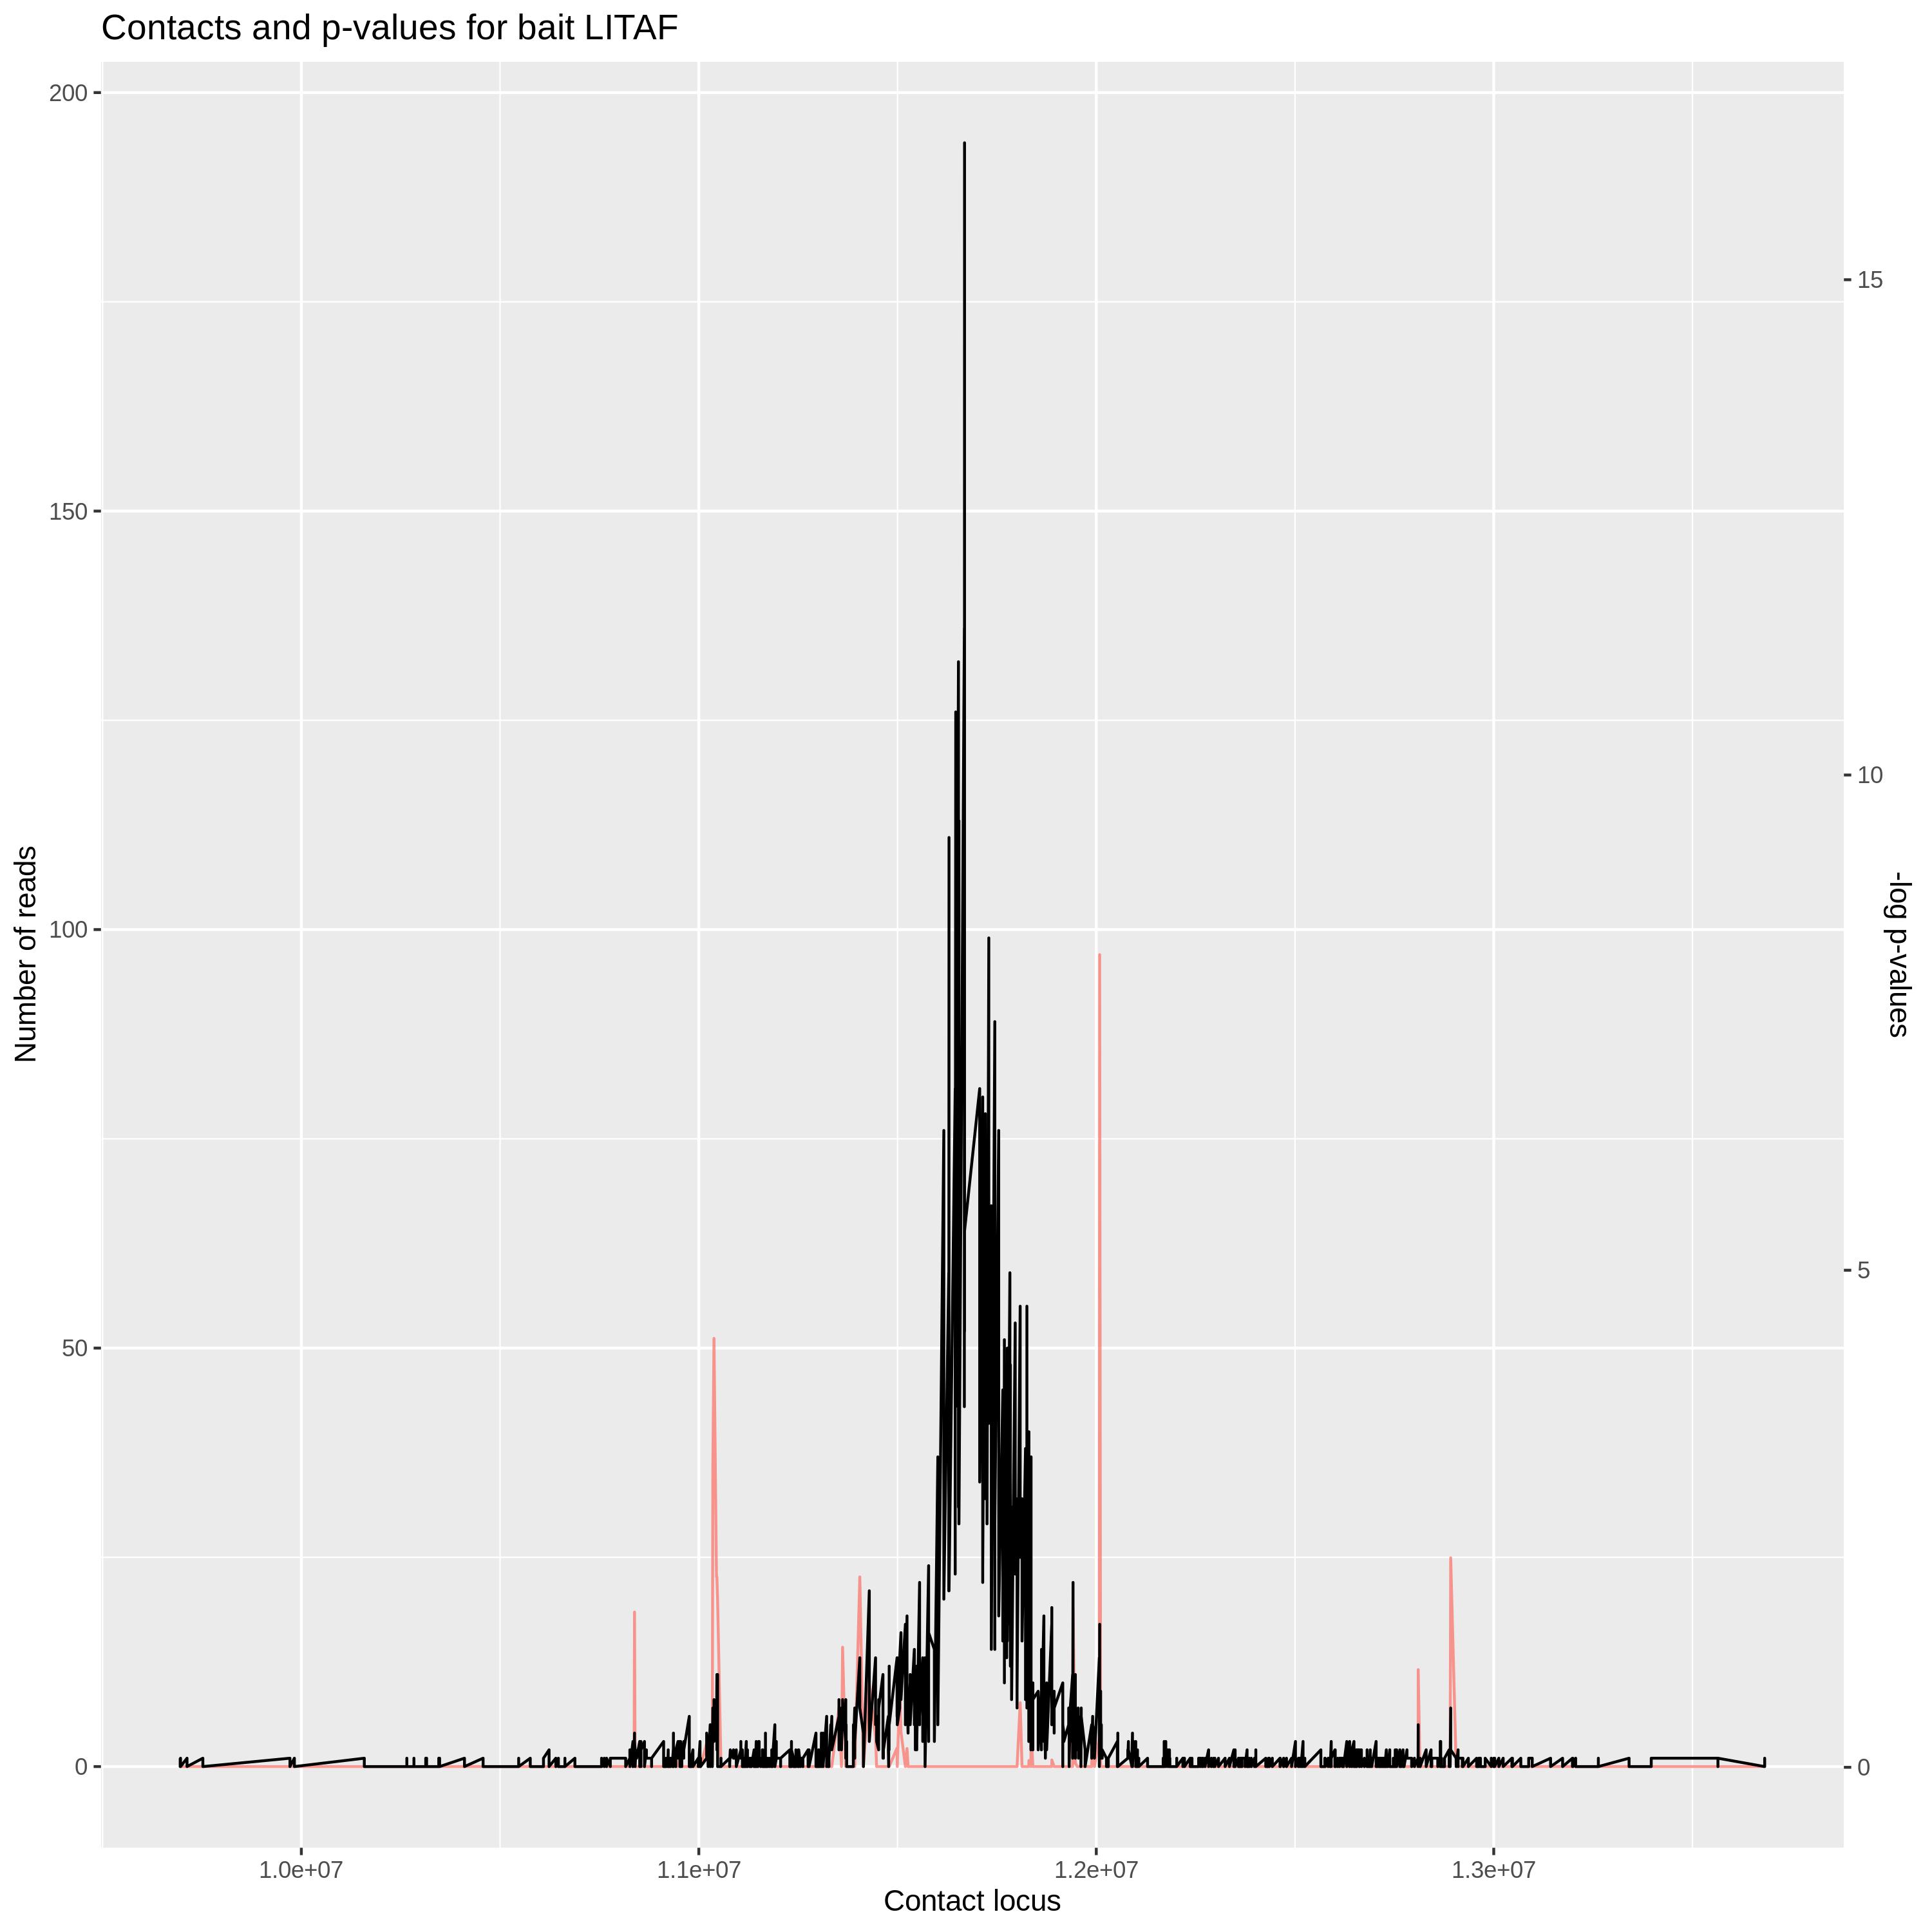 Contacts and p-values for bait LITAF
200
150
100
50
0
Number of reads
15
10
5
0
-log p-values
1.0e+07 1.1e+07 1.2e+07 1.3e+07
Contact locus